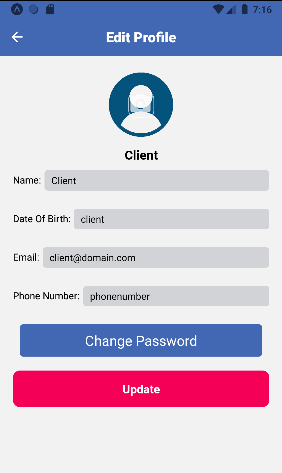 7:16
Edit Profile
Client
Name: Client
Date Of Birth: client
Email: client@domain.com
Phone Number: phonenumber
Change Password
Update